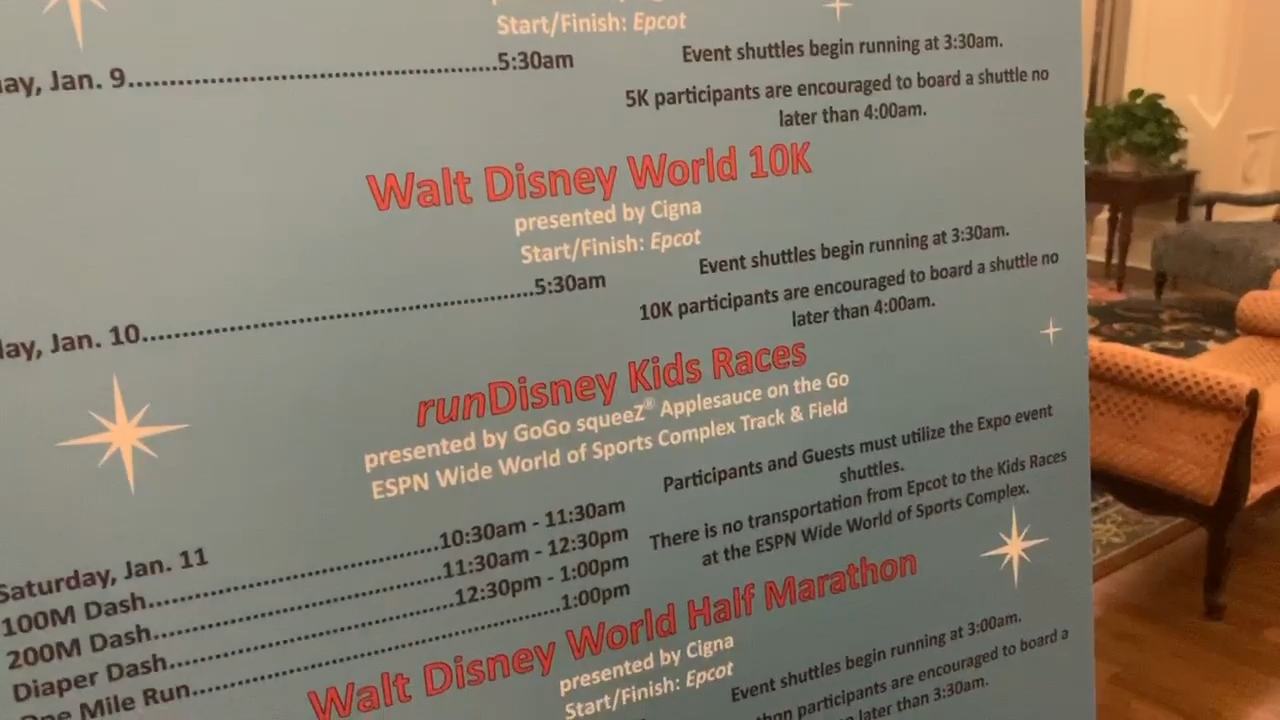 Start/Finish: Epcot
ay, Jan. 9........................................5:30am
Event shuttles begin running at 3:30am.
5K participants are encouraged to board a shuttle no
later than 4:00am.
Walt Disney World 10K
presented by Cigna
Start/Finish: Epcot
ay, Jan. 10........................................5:30am
Event shuttles begin running at 3:30am.
10K participants are encouraged to board a shuttle no
later than 4:00am.
runDisney Kids Races
presented by GoGo squeeZ® Applesauce on the Go
ESPN Wide World of Sports Complex Track & Field
Saturday, Jan. 11
100M Dash........................................10:30am - 11:30am
200M Dash........................................11:30am - 12:30pm
Diaper Dash........................................12:30pm - 1:00pm
One Mile Run........................................1:00pm
Participants and Guests must utilize the Expo event
shuttles.
There is no transportation from Epcot to the Kids Races
at the ESPN Wide World of Sports Complex.
Walt Disney World Half Marathon
presented by Cigna
Start/Finish: Epcot
Event shuttles begin running at 3:00am.
participants are encouraged to board a
later than 3:30am.